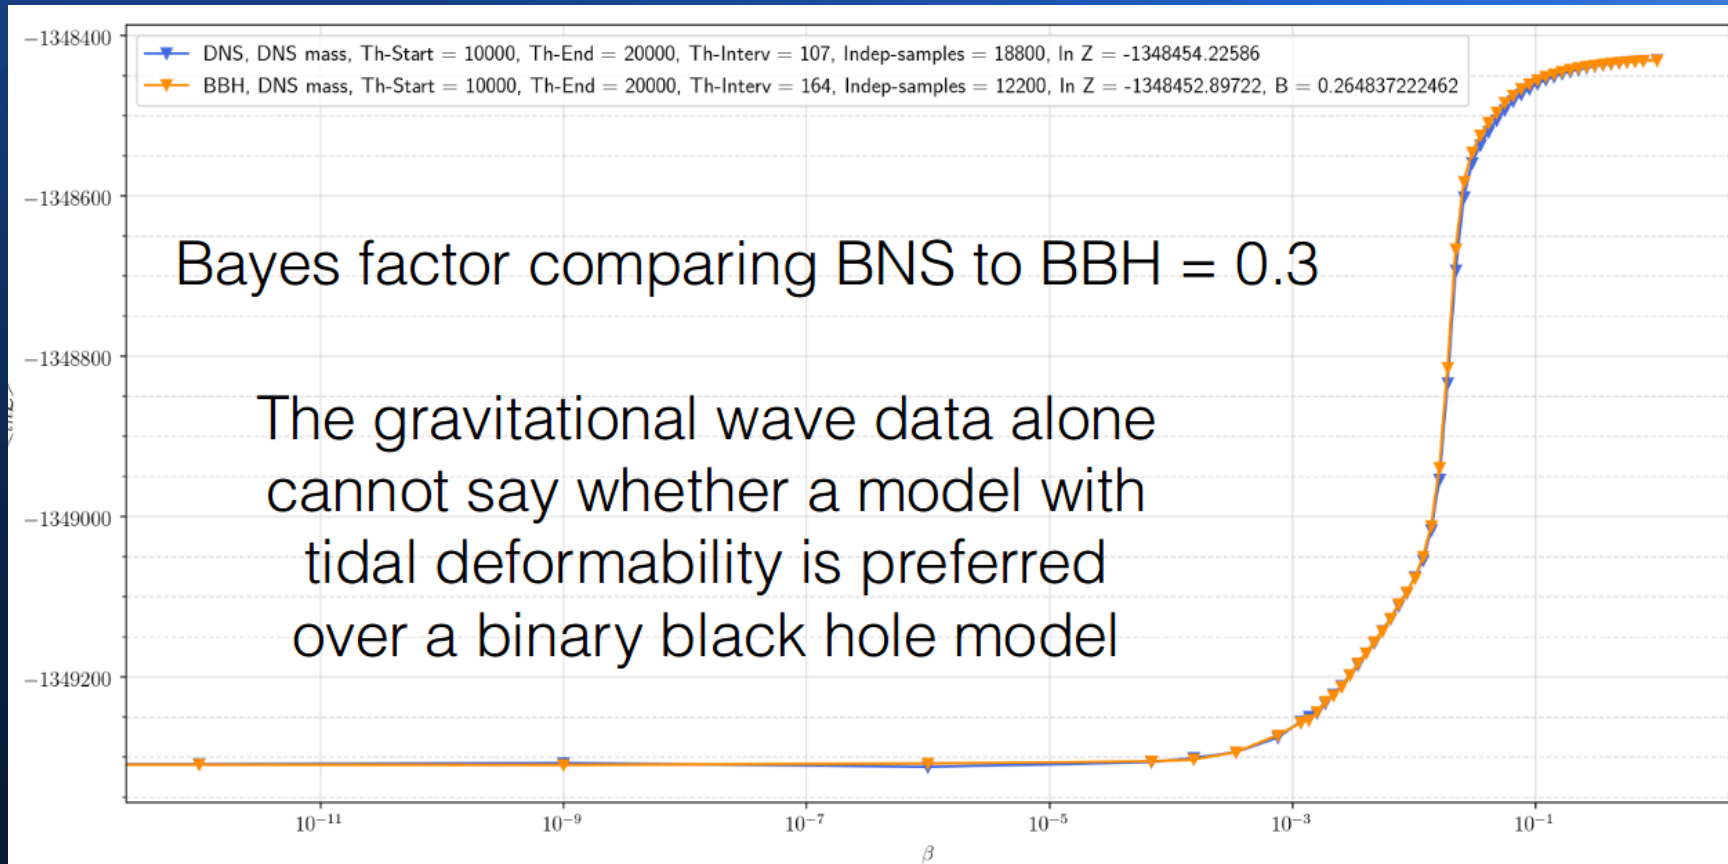 −1348400
DNS, DNS mass, Th-Start = 10000, Th-End = 20000, Th-Interv = 107, Indep-samples = 18800, ln Z = -1348454.22586
BBH, DNS mass, Th-Start = 10000, Th-End = 20000, Th-Interv = 164, Indep-samples = 12200, ln Z = -1348452.89722, B = 0.264837222462
−1348600
Bayes factor comparing BNS to BBH = 0.3
−1348800
The gravitational wave data alone
cannot say whether a model with
−1349000
tidal deformability is preferred
over a binary black hole model
−1349200
10⁻¹¹ 10⁻⁹ 10⁻⁷ 10⁻⁵ 10⁻³ 10⁻¹
β